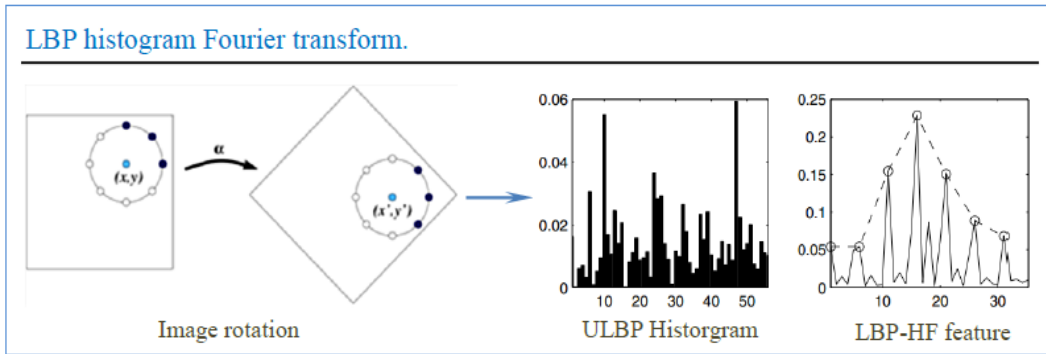 LBP histogram Fourier transform.
α
(x,y)
(x',y')
0.06
0.04
0.02
0
10 20 30 40 50
0.25
0.2
0.15
0.1
0.05
0
10 20 30
Image rotation
ULBP Historgram
LBP-HF feature